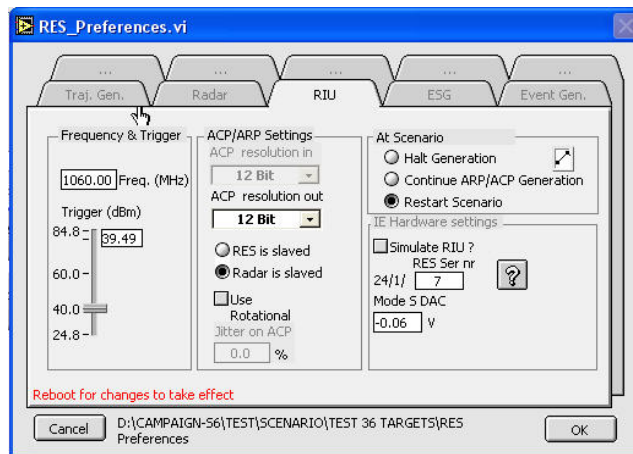 RES_Preferences.vi
... ... ... ... ...
Traj. Gen. Radar RIU ESG Event Gen.
Frequency & Trigger
1060.00 Freq. (MHz)
Trigger (dBm)
84.8
39.49
60.0
40.0
24.8
ACP/ARP Settings
ACP resolution in
12 Bit
ACP resolution out
12 Bit
RES is slaved
Radar is slaved
Use
Rotational
Jitter on ACP
0.0 %
At Scenario
Halt Generation
Continue ARP/ACP Generation
Restart Scenario
IE Hardware settings
Simulate RIU ?
RES Ser nr
24/1/ 7
?
Mode S DAC
-0.06 V
Reboot for changes to take effect
Cancel
D:\CAMPAIGN-S6\TEST\SCENARIO\TEST 36 TARGETS\RES
Preferences
OK